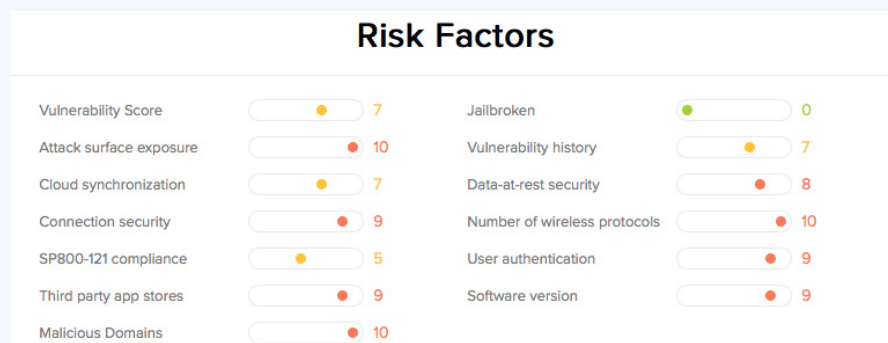 Risk Factors
Vulnerability Score 7
Attack surface exposure 10
Cloud synchronization 7
Connection security 9
SP800-121 compliance 5
Third party app stores 9
Malicious Domains 10
Jailbroken 0
Vulnerability history 7
Data-at-rest security 8
Number of wireless protocols 10
User authentication 9
Software version 9